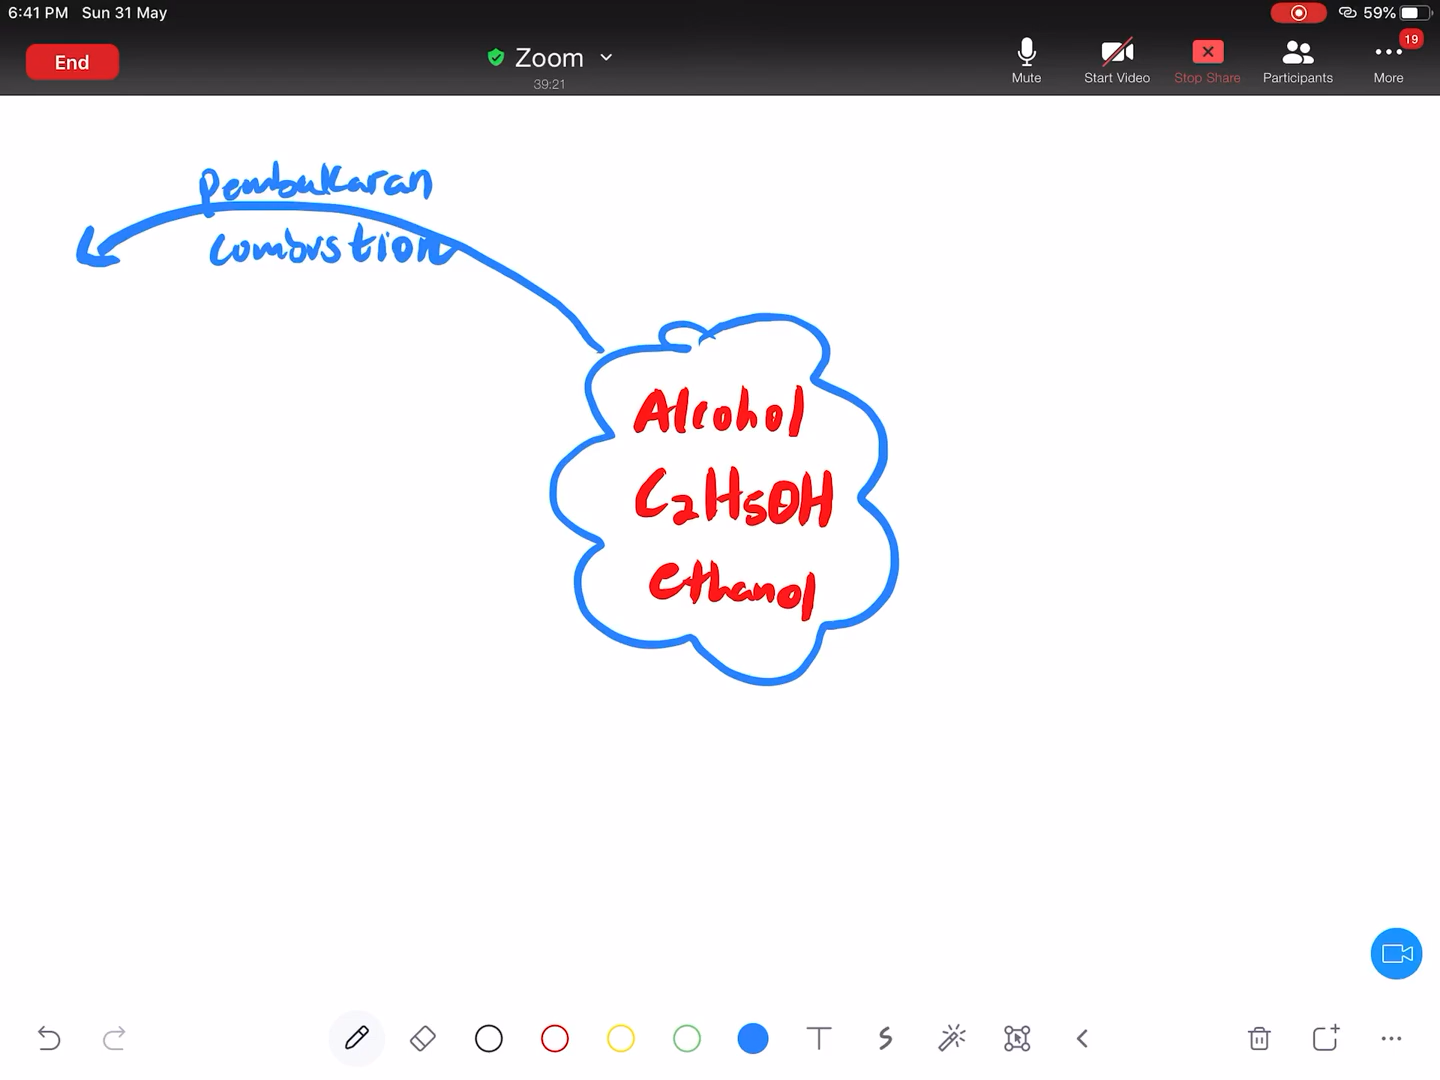 6:41 PM Sun 31 May
59%
End
Zoom
39:21
Mute
Start Video
Stop Share
Participants
More
19
pembukaran
combustion
Alcohol
C2H5OH
ethanol